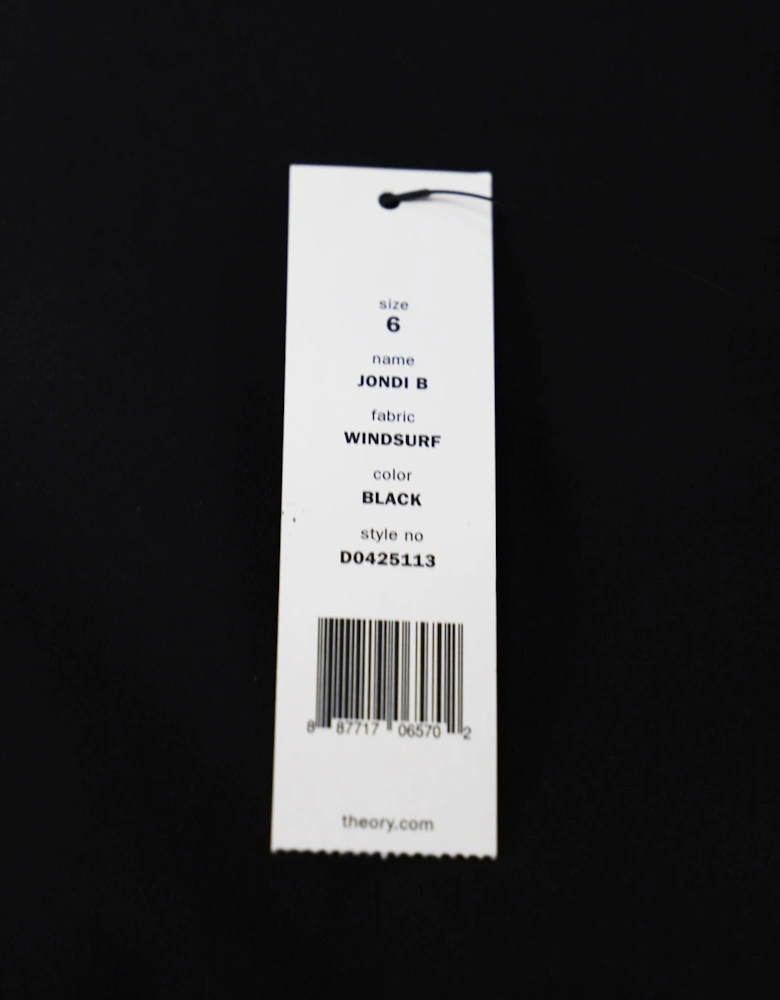 size
6
name
JONDI B
fabric
WINDSURF
color
BLACK
style no
D0425113
8 87717 06570 2
theory.com